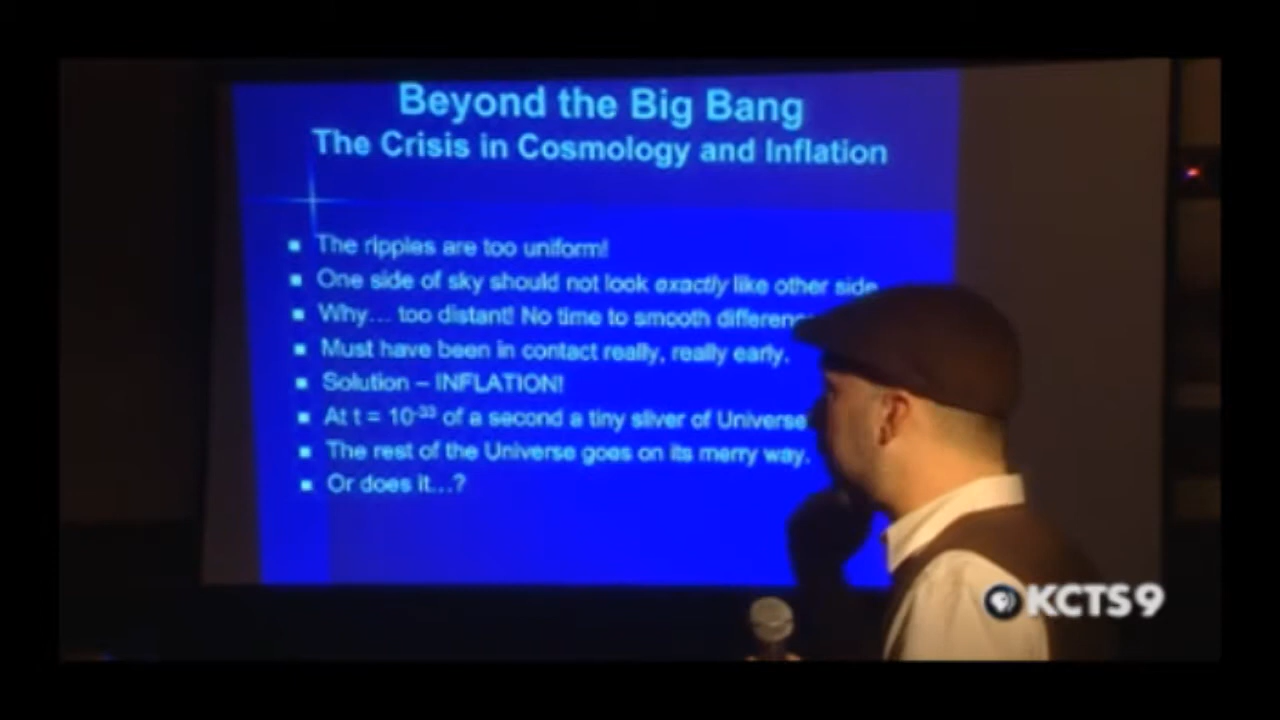 Beyond the Big Bang
The Crisis in Cosmology and Inflation
The ripples are too uniform!
One side of sky should not look exactly like other side
Why... too distant! No time to smooth
Must have been in contact really, really early.
Solution – INFLATION!
At t = 10⁻³³ of a second a tiny sliver of Universe
The rest of the Universe goes on its merry way.
Or does it...?
KCTS9